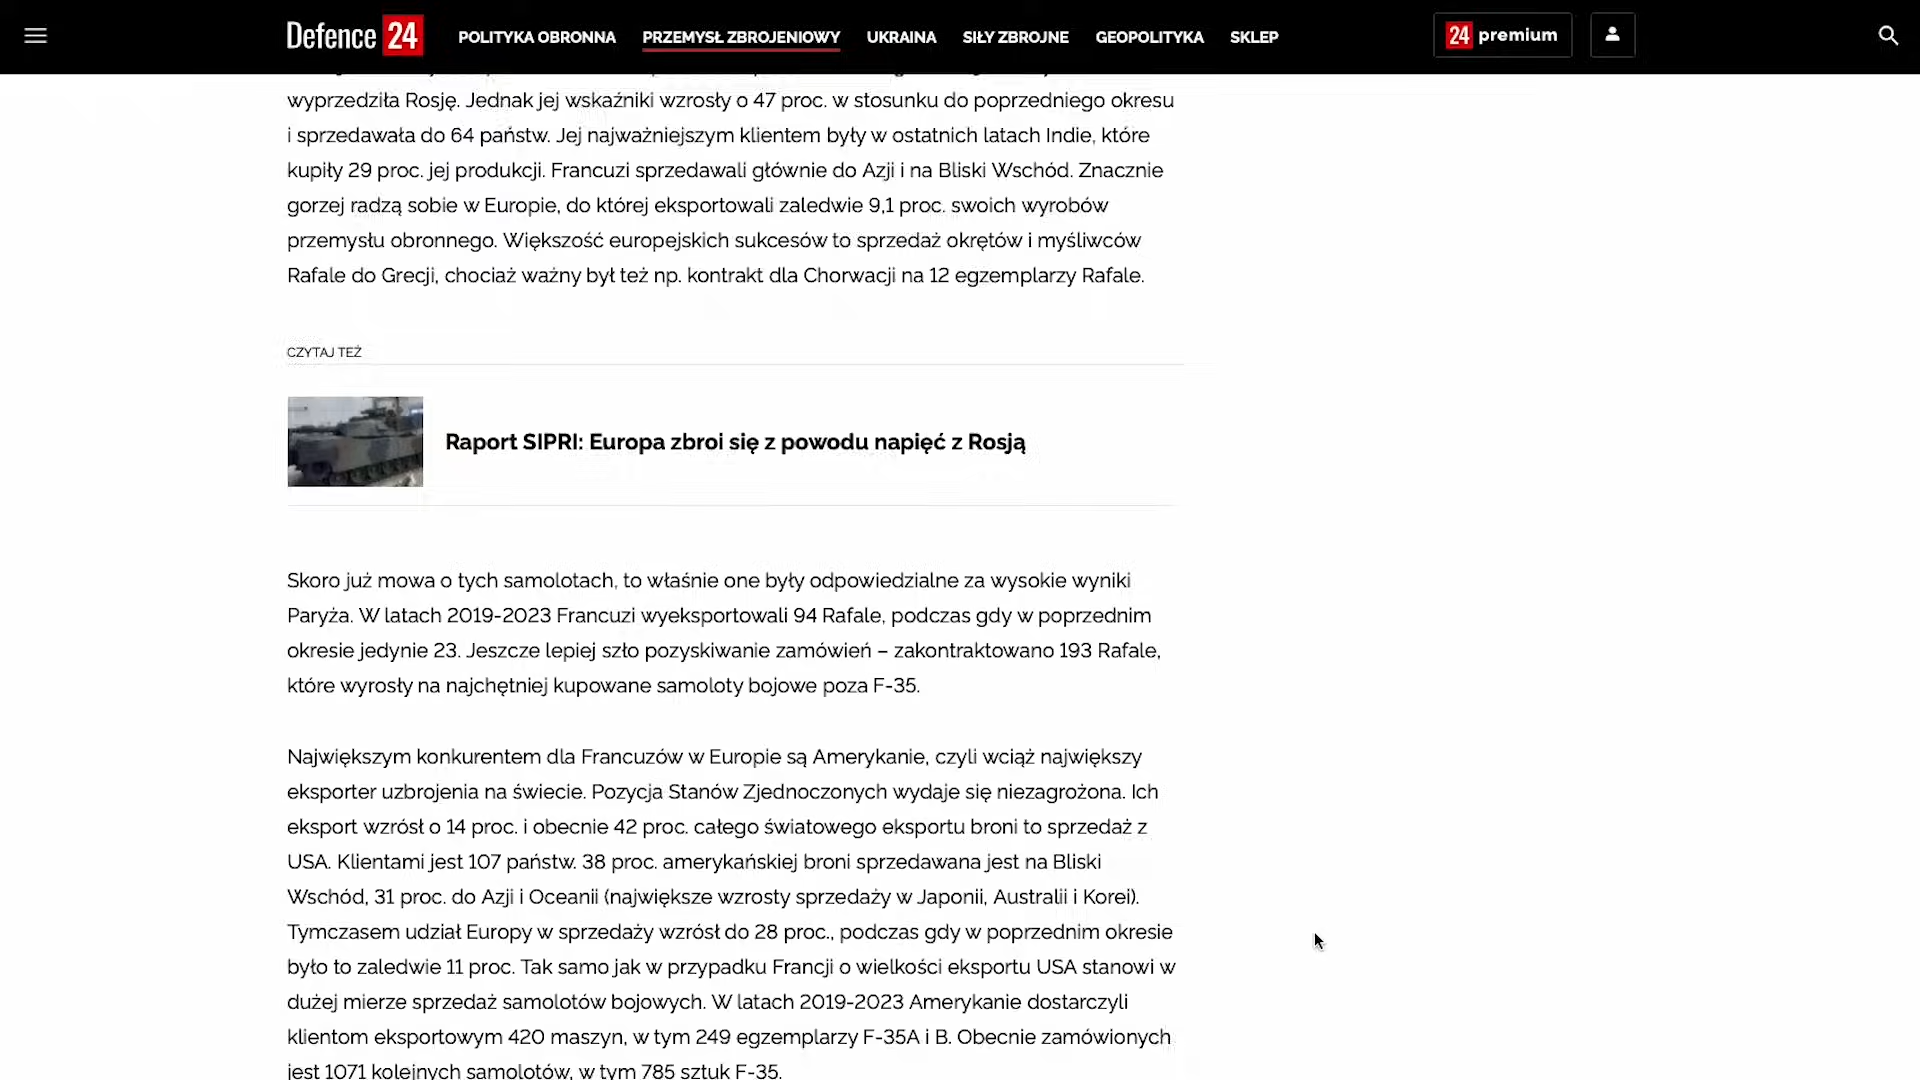 Defence 24
POLITYKA OBRONNA
PRZEMYSŁ ZBROJENIOWY
UKRAINA
SIŁY ZBROJNE
GEOPOLITYKA
SKLEP
24 premium
wyprzedziła Rosję. Jednak jej wskaźniki wzrosły o 47 proc. w stosunku do poprzedniego okresu
i sprzedawała do 64 państw. Jej najważniejszym klientem były w ostatnich latach Indie, które
kupiły 29 proc. jej produkcji. Francuzi sprzedawali głównie do Azji i na Bliski Wschód. Znacznie
gorzej radzą sobie w Europie, do której eksportowali zaledwie 9,1 proc. swoich wyrobów
przemysłu obronnego. Większość europejskich sukcesów to sprzedaż okrętów i myśliwców
Rafale do Grecji, chociaż ważny był też np. kontrakt dla Chorwacji na 12 egzemplarzy Rafale.
CZYTAJ TEŻ
Raport SIPRI: Europa zbroi się z powodu napięć z Rosją
Skoro już mowa o tych samolotach, to właśnie one były odpowiedzialne za wysokie wyniki
Paryża. W latach 2019-2023 Francuzi wyeksportowali 94 Rafale, podczas gdy w poprzednim
okresie jedynie 23. Jeszcze lepiej szło pozyskiwanie zamówień – zakontraktowano 193 Rafale,
które wyrosły na najchętniej kupowane samoloty bojowe poza F-35.
Największym konkurentem dla Francuzów w Europie są Amerykanie, czyli wciąż największy
eksporter uzbrojenia na świecie. Pozycja Stanów Zjednoczonych wydaje się niezagrożona. Ich
eksport wzrósł o 14 proc. i obecnie 42 proc. całego światowego eksportu broni to sprzedaż z
USA. Klientami jest 107 państw. 38 proc. amerykańskiej broni sprzedawana jest na Bliski
Wschód, 31 proc. do Azji i Oceanii (największe wzrosty sprzedaży w Japonii, Australii i Korei).
Tymczasem udział Europy w sprzedaży wzrósł do 28 proc., podczas gdy w poprzednim okresie
było to zaledwie 11 proc. Tak samo jak w przypadku Francji o wielkości eksportu USA stanowi w
dużej mierze sprzedaż samolotów bojowych. W latach 2019-2023 Amerykanie dostarczyli
klientom eksportowym 420 maszyn, w tym 249 egzemplarzy F-35A i B. Obecnie zamówionych
jest 1071 kolejnych samolotów, w tym 785 sztuk F-35.